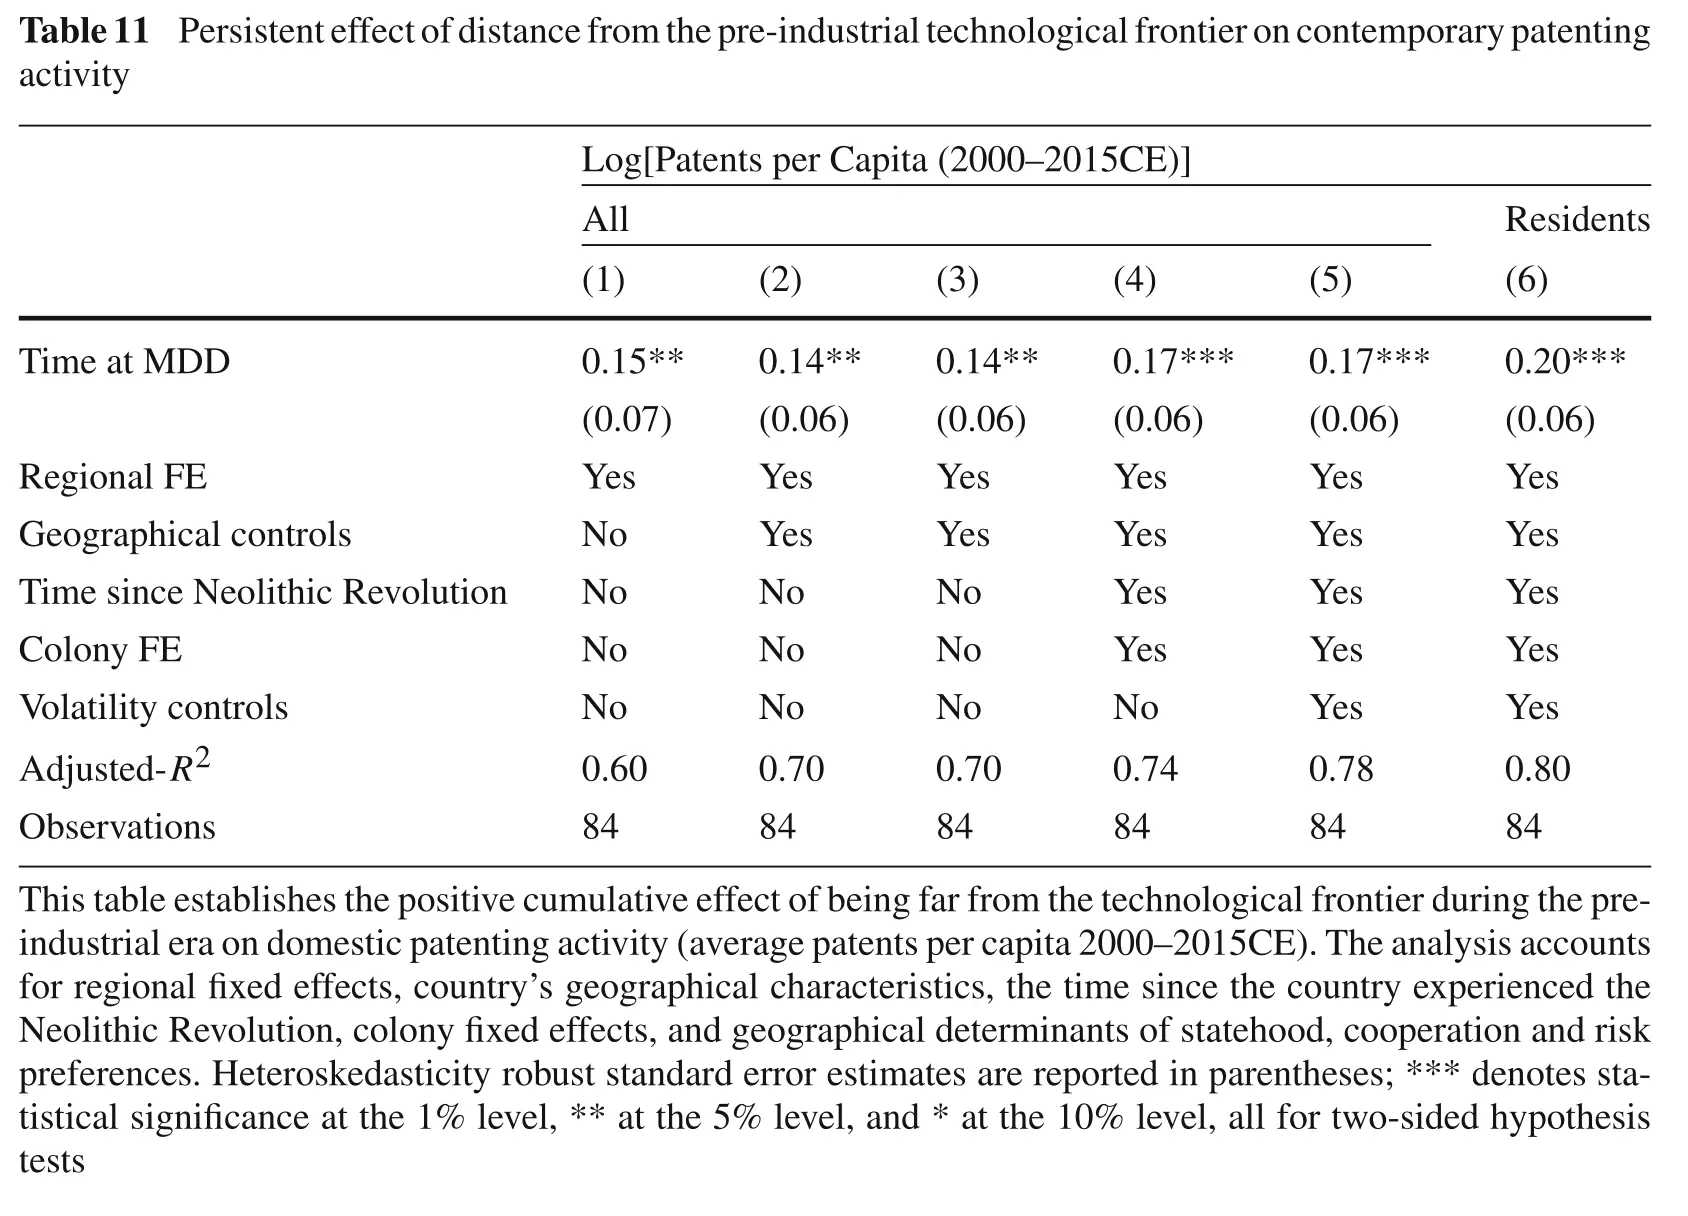 Table 11 Persistent effect of distance from the pre-industrial technological frontier on contemporary patenting
activity
Log[Patents per Capita (2000–2015CE)]
All Residents
(1) (2) (3) (4) (5) (6)
Time at MDD 0.15** 0.14** 0.14** 0.17*** 0.17*** 0.20***
(0.07) (0.06) (0.06) (0.06) (0.06) (0.06)
Regional FE Yes Yes Yes Yes Yes Yes
Geographical controls No Yes Yes Yes Yes Yes
Time since Neolithic Revolution No No No Yes Yes Yes
Colony FE No No No Yes Yes Yes
Volatility controls No No No No Yes Yes
Adjusted-R² 0.60 0.70 0.70 0.74 0.78 0.80
Observations 84 84 84 84 84 84
This table establishes the positive cumulative effect of being far from the technological frontier during the pre-
industrial era on domestic patenting activity (average patents per capita 2000–2015CE). The analysis accounts
for regional fixed effects, country’s geographical characteristics, the time since the country experienced the
Neolithic Revolution, colony fixed effects, and geographical determinants of statehood, cooperation and risk
preferences. Heteroskedasticity robust standard error estimates are reported in parentheses; *** denotes sta-
tistical significance at the 1% level, ** at the 5% level, and * at the 10% level, all for two-sided hypothesis
tests